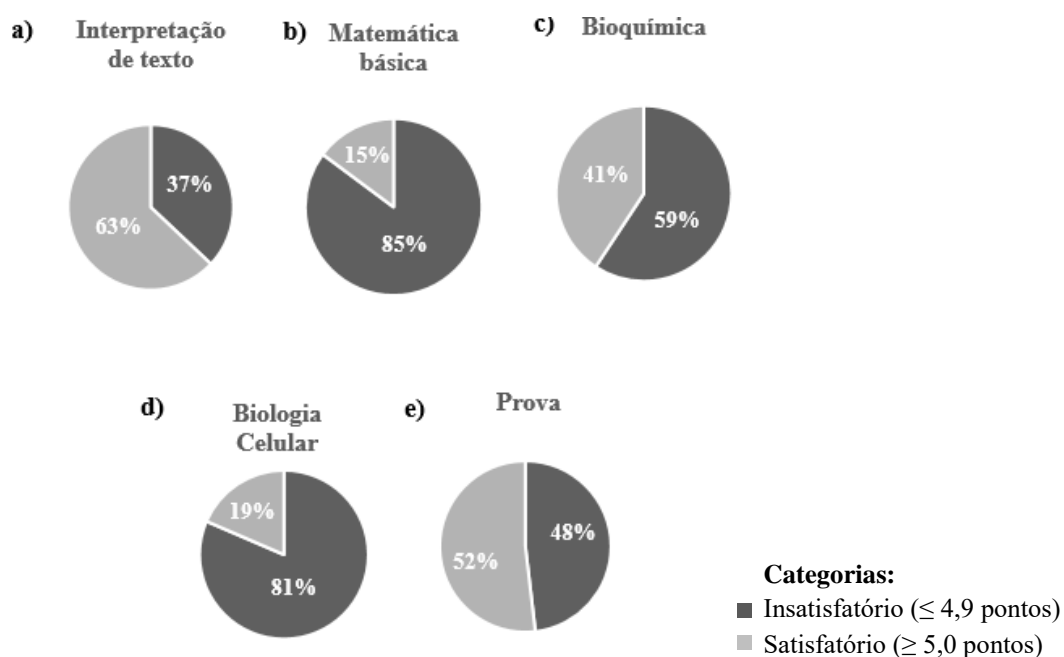 a)
Interpretação
de texto
b)
Matemática
básica
c)
Bioquímica
37%
63%
15%
85%
41%
59%
d)
Biologia
Celular
e)
Prova
19%
81%
48%
52%
Categorias:
Insatisfatório (≤ 4,9 pontos)
Satisfatório (≥ 5,0 pontos)